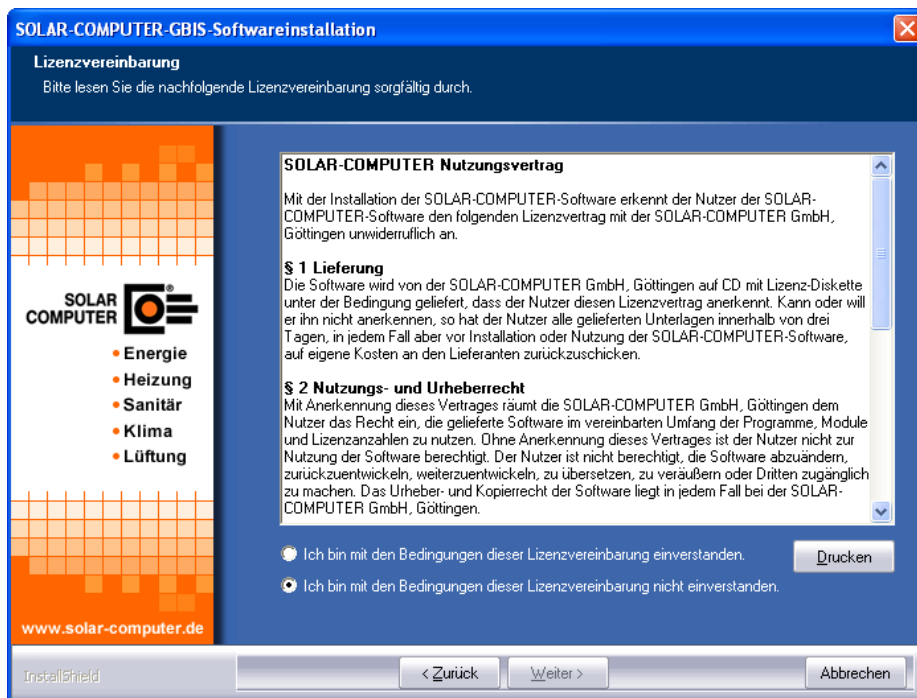 SOLAR-COMPUTER-GBIS-Softwareinstallation
Lizenzvereinbarung
Bitte lesen Sie die nachfolgende Lizenzvereinbarung sorgfältig durch.
SOLAR
COMPUTER
®
• Energie
• Heizung
• Sanitär
• Klima
• Lüftung
www.solar-computer.de
SOLAR-COMPUTER Nutzungsvertrag
Mit der Installation der SOLAR-COMPUTER-Software erkennt der Nutzer der SOLAR-
COMPUTER-Software den folgenden Lizenzvertrag mit der SOLAR-COMPUTER GmbH,
Göttingen unwiderruflich an.
§ 1 Lieferung
Die Software wird von der SOLAR-COMPUTER GmbH, Göttingen auf CD mit Lizenz-Diskette
unter der Bedingung geliefert, dass der Nutzer diesen Lizenzvertrag anerkennt. Kann oder will
er ihn nicht anerkennen, so hat der Nutzer alle gelieferten Unterlagen innerhalb von drei
Tagen, in jedem Fall aber vor Installation oder Nutzung der SOLAR-COMPUTER-Software,
auf eigene Kosten an den Lieferanten zurückzuschicken.
§ 2 Nutzungs- und Urheberrecht
Mit Anerkennung dieses Vertrages räumt die SOLAR-COMPUTER GmbH, Göttingen dem
Nutzer das Recht ein, die gelieferte Software im vereinbarten Umfang der Programme, Module
und Lizenzanzahlen zu nutzen. Ohne Anerkennung dieses Vertrages ist der Nutzer nicht zur
Nutzung der Software berechtigt. Der Nutzer ist nicht berechtigt, die Software abzuändern,
zurückzuentwickeln, weiterzuentwickeln, zu übersetzen, zu veräußern oder Dritten zugänglich
zu machen. Das Urheber- und Kopierrecht der Software liegt in jedem Fall bei der SOLAR-
COMPUTER GmbH, Göttingen.
Ich bin mit den Bedingungen dieser Lizenzvereinbarung einverstanden.
Drucken
Ich bin mit den Bedingungen dieser Lizenzvereinbarung nicht einverstanden.
InstallShield
< Zurück
Weiter >
Abbrechen